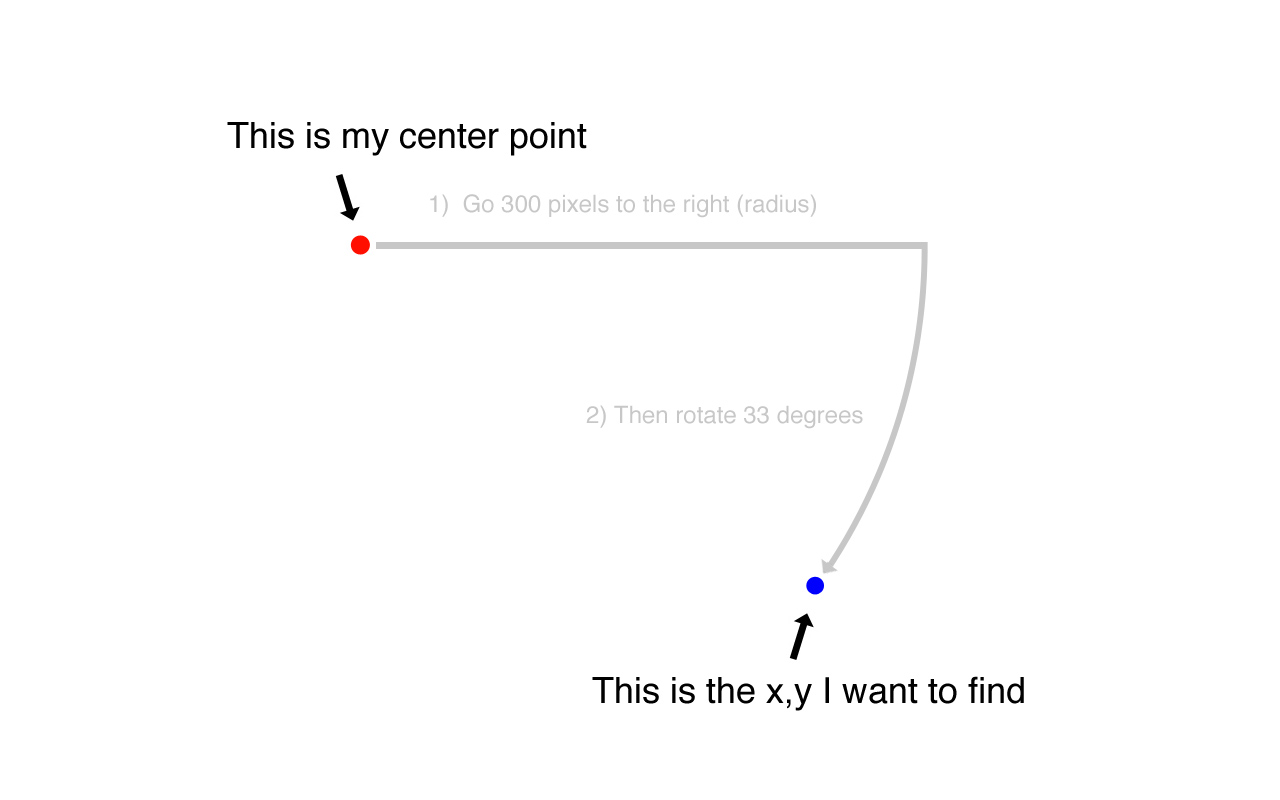 This is my center point
1)  Go 300 pixels to the right (radius)
2) Then rotate 33 degrees
This is the x,y I want to find